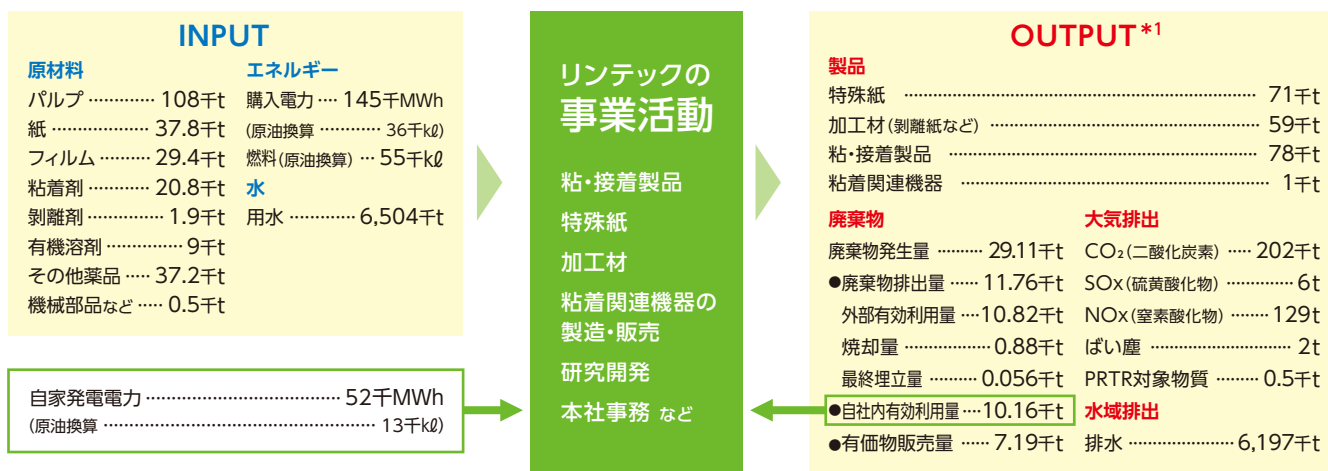 INPUT
原材料
パルプ ············ 108千t
紙 ················· 37.8千t
フィルム ·········· 29.4千t
粘着剤 ··········· 20.8千t
剝離剤 ·············· 1.9千t
有機溶剤 ·············· 9千t
その他薬品 ····· 37.2千t
機械部品など ····· 0.5千t
エネルギー
購入電力 ···· 145千MWh
(原油換算 ············ 36千kℓ)
燃料(原油換算) ··· 55千kℓ
水
用水 ············ 6,504千t
自家発電電力 ··································· 52千MWh
(原油換算 ··················································· 13千kℓ)
リンテックの
事業活動
粘・接着製品
特殊紙
加工材
粘着関連機器の
製造・販売
研究開発
本社事務 など
OUTPUT*1
製品
特殊紙 ································································ 71千t
加工材(剝離紙など) ················································ 59千t
粘・接着製品 ························································ 78千t
粘着関連機器 ······················································· 1千t
廃棄物
廃棄物発生量 ·········· 29.11千t
●廃棄物排出量 ······ 11.76千t
外部有効利用量 ····10.82千t
焼却量 ················· 0.88千t
最終埋立量 ·········· 0.056千t
●自社内有効利用量 ····10.16千t
●有価物販売量 ······ 7.19千t
大気排出
CO₂(二酸化炭素) ····· 202千t
SOx(硫黄酸化物) ············· 6t
NOx(窒素酸化物) ········ 129t
ばい塵 ·························· 2t
PRTR対象物質 ········· 0.5千t
水域排出
排水 ····················· 6,197千t